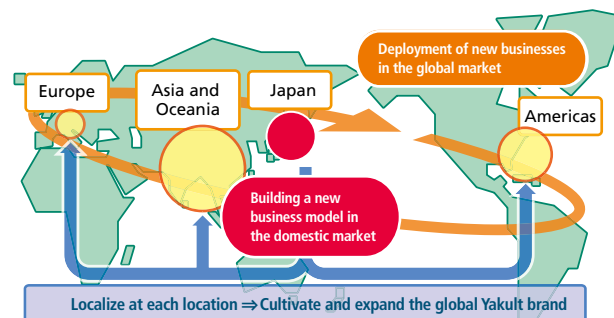 Deployment of new businesses
in the global market
Europe
Asia and
Oceania
Japan
Americas
Building a new
business model in
the domestic market
Localize at each location ⇒ Cultivate and expand the global Yakult brand